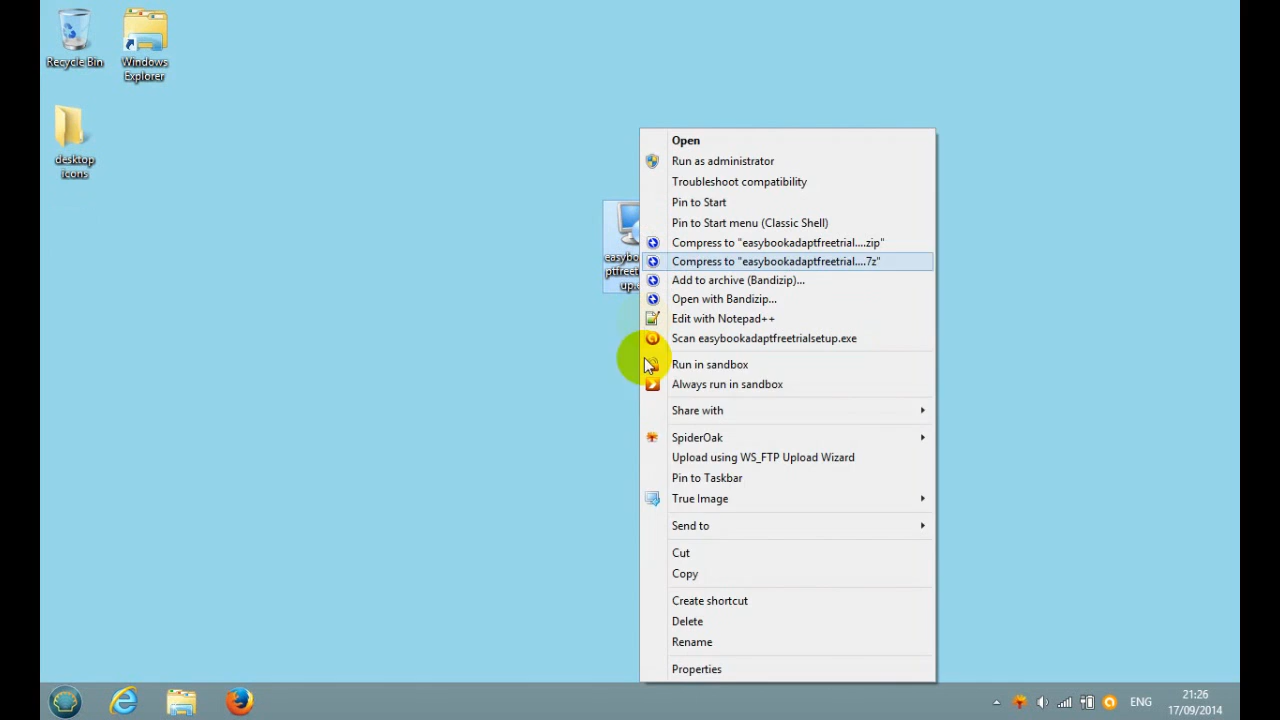 Recycle Bin
Windows
Explorer
desktop
icons
easybo
ptfree
up.
Open
Run as administrator
Troubleshoot compatibility
Pin to Start
Pin to Start menu (Classic Shell)
Compress to "easybookadaptfreetrial....zip"
Compress to "easybookadaptfreetrial....7z"
Add to archive (Bandizip)...
Open with Bandizip...
Edit with Notepad++
Scan easybookadaptfreetrialsetup.exe
Run in sandbox
Always run in sandbox
Share with
SpiderOak
Upload using WS_FTP Upload Wizard
Pin to Taskbar
True Image
Send to
Cut
Copy
Create shortcut
Delete
Rename
Properties
ENG
21:26
17/09/2014